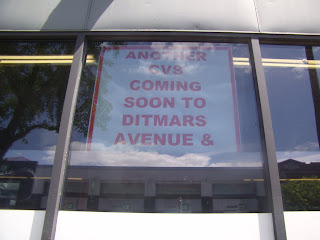 ANOTHER
CVS
COMING
SOON TO
DITMARS
AVENUE &